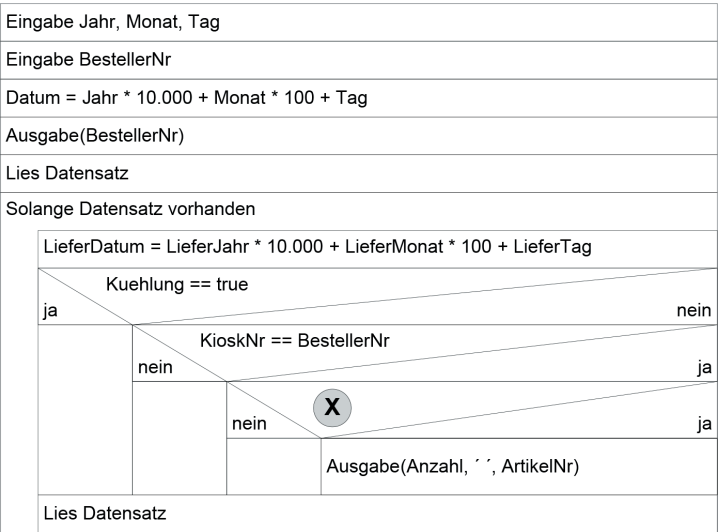 Eingabe Jahr, Monat, Tag
Eingabe BestellerNr
Datum = Jahr * 10.000 + Monat * 100 + Tag
Ausgabe(BestellerNr)
Lies Datensatz
Solange Datensatz vorhanden
LieferDatum = LieferJahr * 10.000 + LieferMonat * 100 + LieferTag
Kuehlung == true
ja nein
KioskNr == BestellerNr
nein ja
X
nein ja
Ausgabe(Anzahl, ´ ´, ArtikelNr)
Lies Datensatz